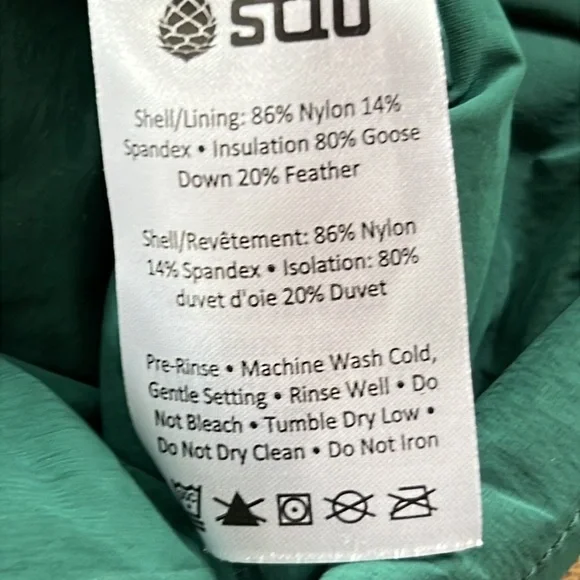 stio
Shell/Lining: 86% Nylon 14%
Spandex • Insulation 80% Goose
Down 20% Feather
Shell/Revêtement: 86% Nylon
14% Spandex • Isolation: 80%
duvet d'oie 20% Duvet
Pre-Rinse • Machine Wash Cold,
Gentle Setting • Rinse Well • Do
Not Bleach • Tumble Dry Low •
Do Not Dry Clean • Do Not Iron